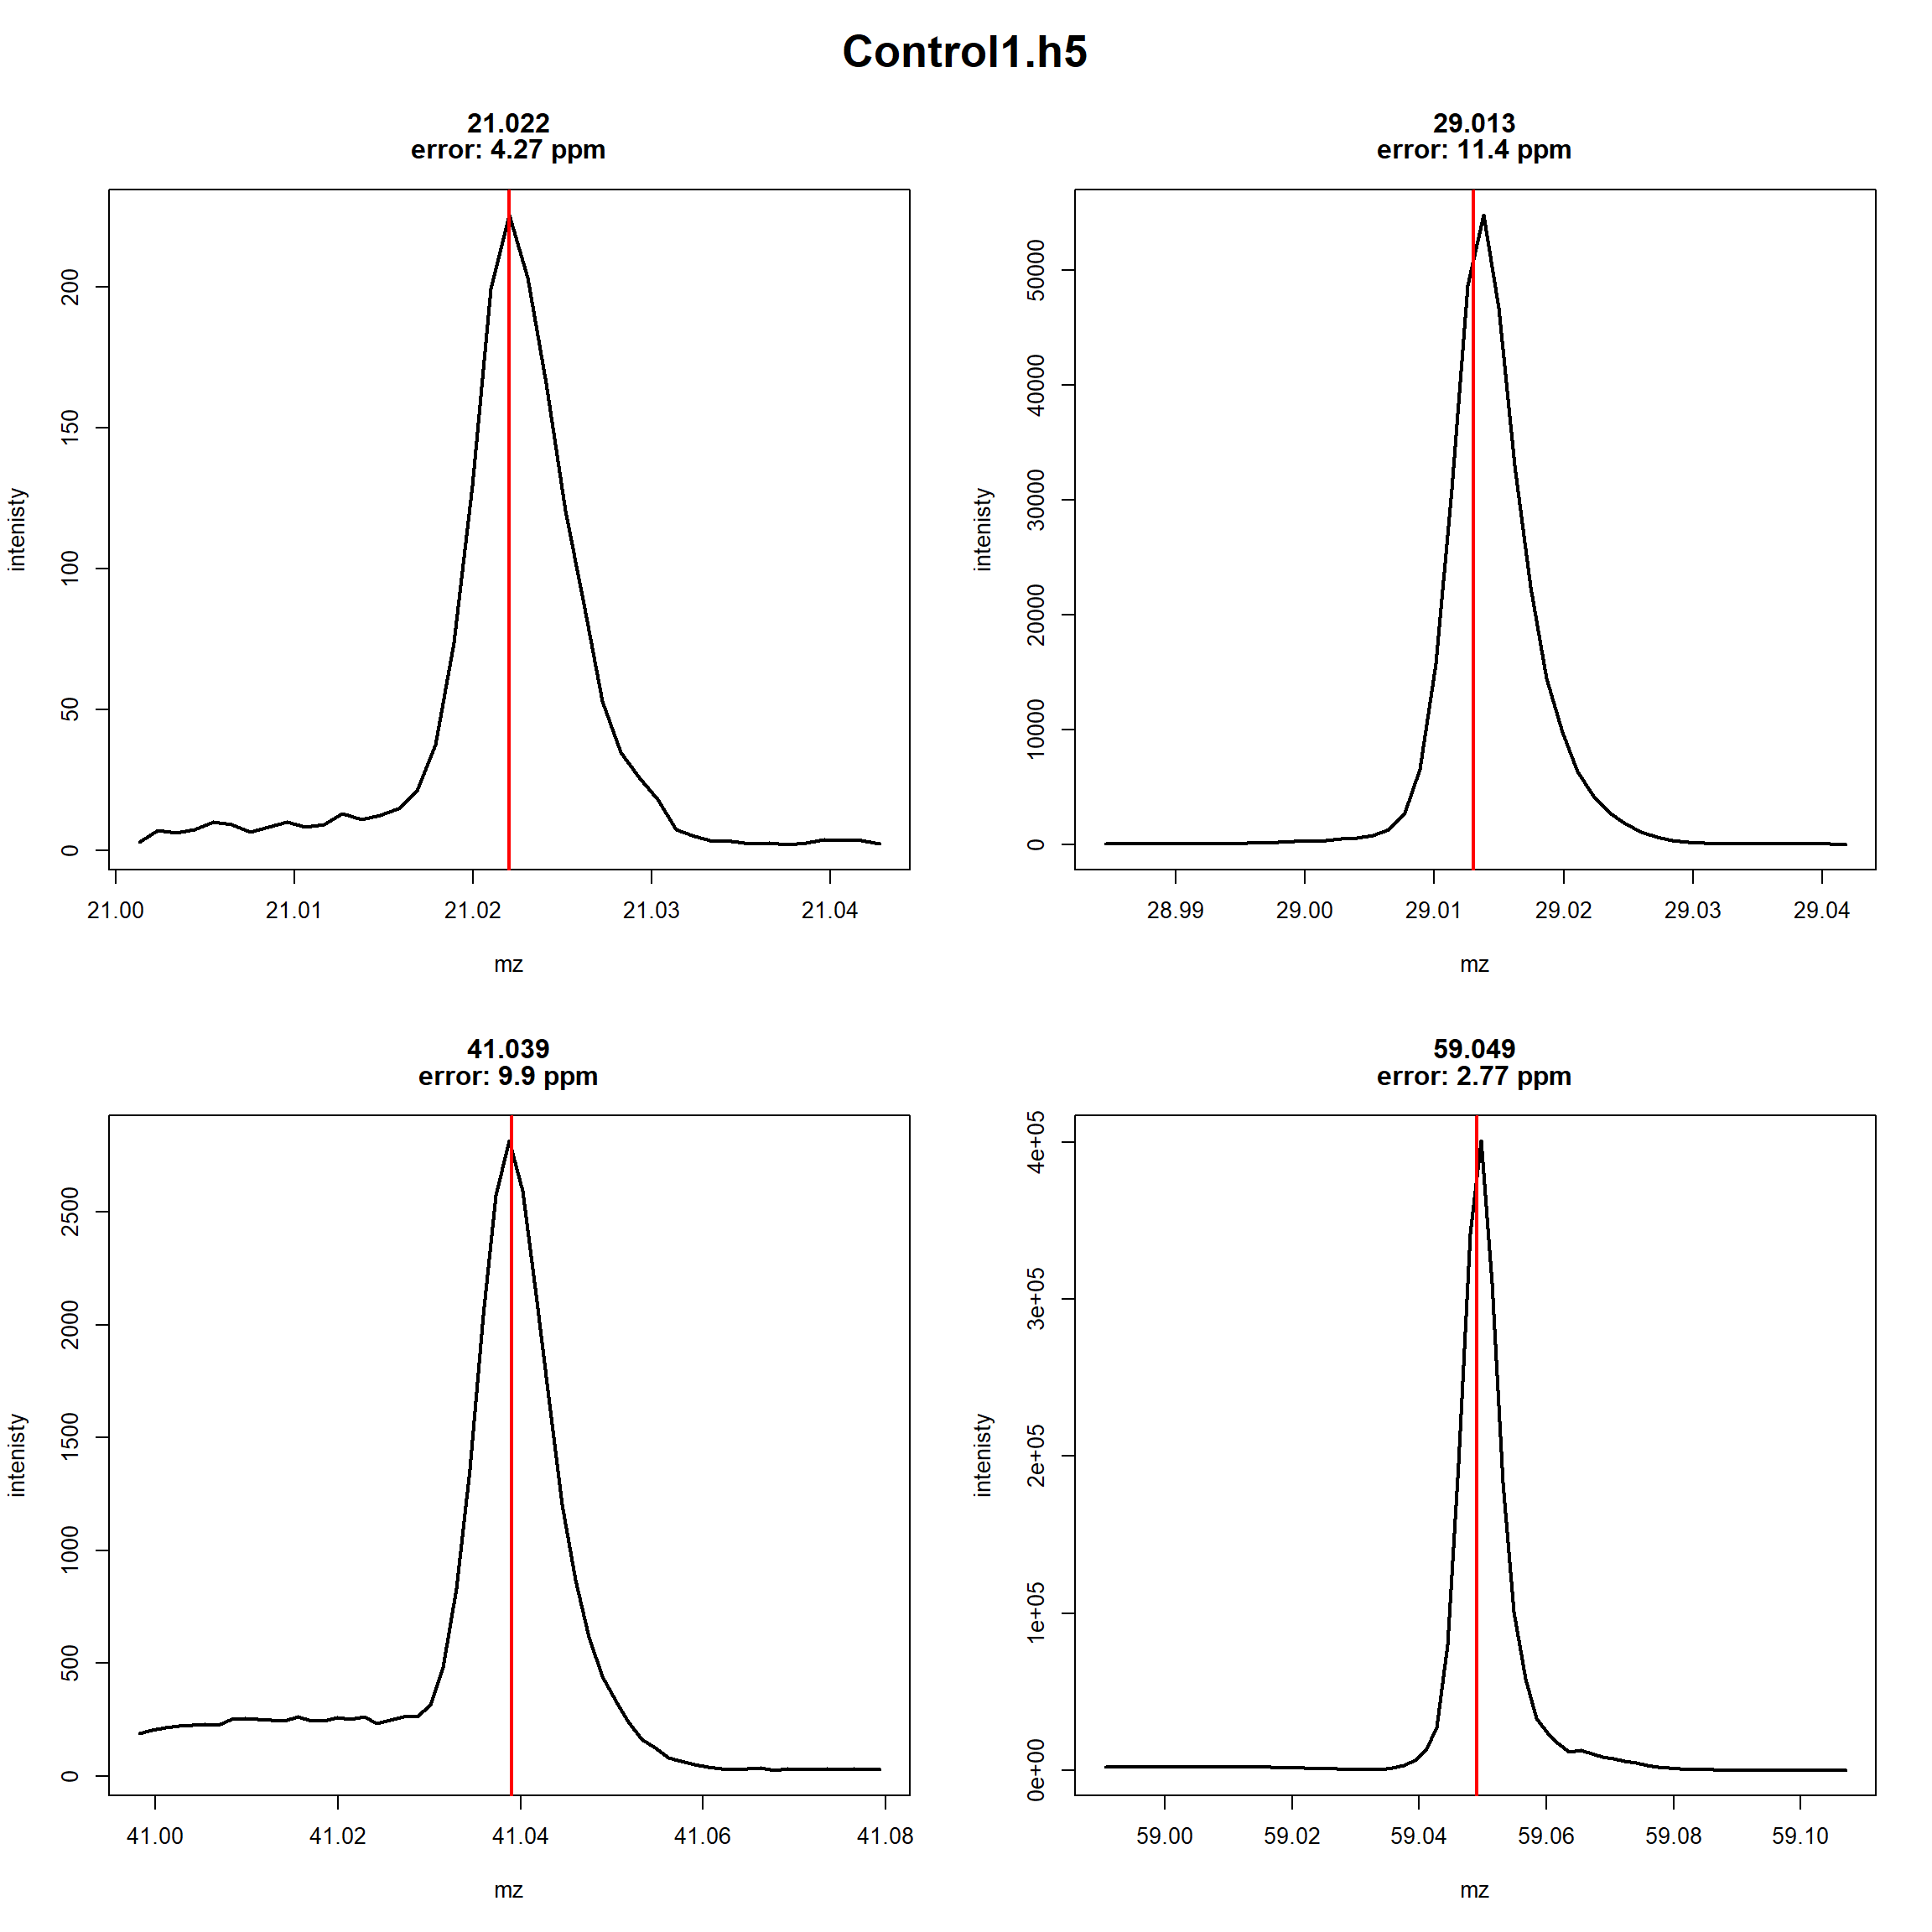 Control1.h5
21.022
error: 4.27 ppm
intenisty
200
150
100
50
0
21.00 21.01 21.02 21.03 21.04
mz
29.013
error: 11.4 ppm
intenisty
50000
40000
30000
20000
10000
0
28.99 29.00 29.01 29.02 29.03 29.04
mz
41.039
error: 9.9 ppm
intenisty
2500
2000
1500
1000
500
0
41.00 41.02 41.04 41.06 41.08
mz
59.049
error: 2.77 ppm
intenisty
4e+05
3e+05
2e+05
1e+05
0e+00
59.00 59.02 59.04 59.06 59.08 59.10
mz